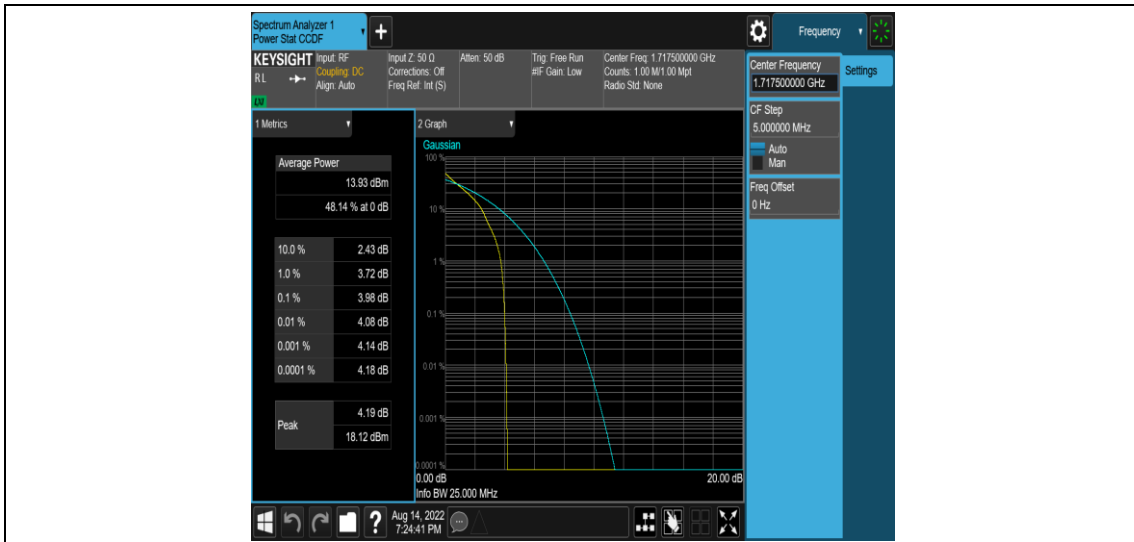 Spectrum Analyzer 1
Power Stat CCDF
Frequency
KEYSIGHT
RL
Input: RF
Coupling: DC
Align: Auto
Input Z: 50 Ω
Corrections: Off
Freq Ref: Int (S)
Atten: 50 dB
Trig: Free Run
#IF Gain: Low
Center Freq: 1.717500000 GHz
Counts: 1.00 M/1.00 Mpt
Radio Std: None
LXI
Center Frequency
1.717500000 GHz
Settings
CF Step
5.000000 MHz
Auto
Man
Freq Offset
0 Hz
1 Metrics
Average Power
13.93 dBm
48.14 % at 0 dB
10.0 % 2.43 dB
1.0 % 3.72 dB
0.1 % 3.98 dB
0.01 % 4.08 dB
0.001 % 4.14 dB
0.0001 % 4.18 dB
Peak 4.19 dB
18.12 dBm
2 Graph
Gaussian
100 %
10 %
1 %
0.1 %
0.01 %
0.001 %
0.0001 %
0.00 dB 20.00 dB
Info BW 25.000 MHz
?
Aug 14, 2022
7:24:41 PM